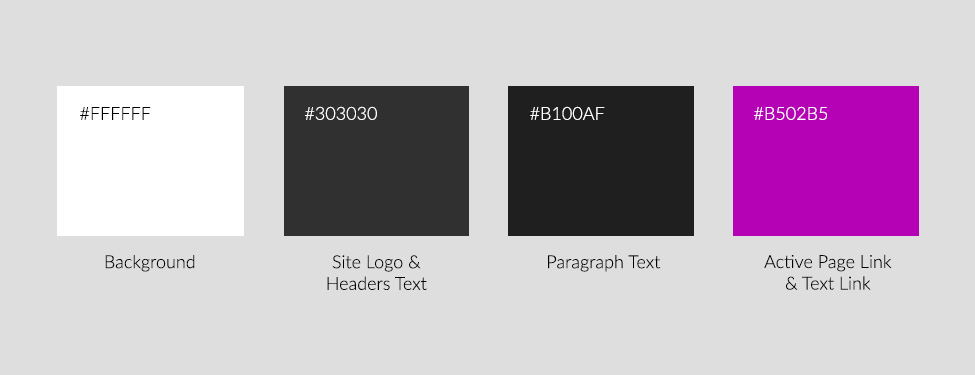 #FFFFFF
#303030
#B100AF
#B502B5
Background
Site Logo &
Headers Text
Paragraph Text
Active Page Link
& Text Link